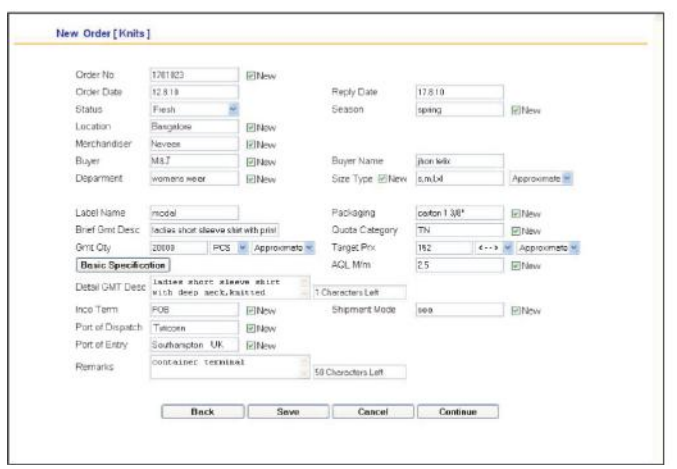 New Order [ Knits ]
Order No 1781823 New
Order Date 12.8.10 Reply Date 17.8.10
Status Fresh Season spring New
Location Bangalore New
Merchandiser Naveen New
Buyer M&J New Buyer Name jhon felix
Deparment womens wear New Size Type New s,m,l,xl Approximate
Label Name model Packaging carton 1 3/8" New
Brief Gmt Desc ladies short sleeve shirt with print Quota Category TN New
Gmt Qty 20000 PCS Approximate Target Prx 162 <--> Approximate
Basic Specification AQL M/m 2.5 New
Detail GMT Desc ladies short sleeve skirt
with deep neck,knitted 1 Characters Left
Inco Term FOB New Shipment Mode sea New
Port of Dispatch New
Port of Entry Southampton UK New
Remarks container terminal 58 Characters Left
Back Save Cancel Continue